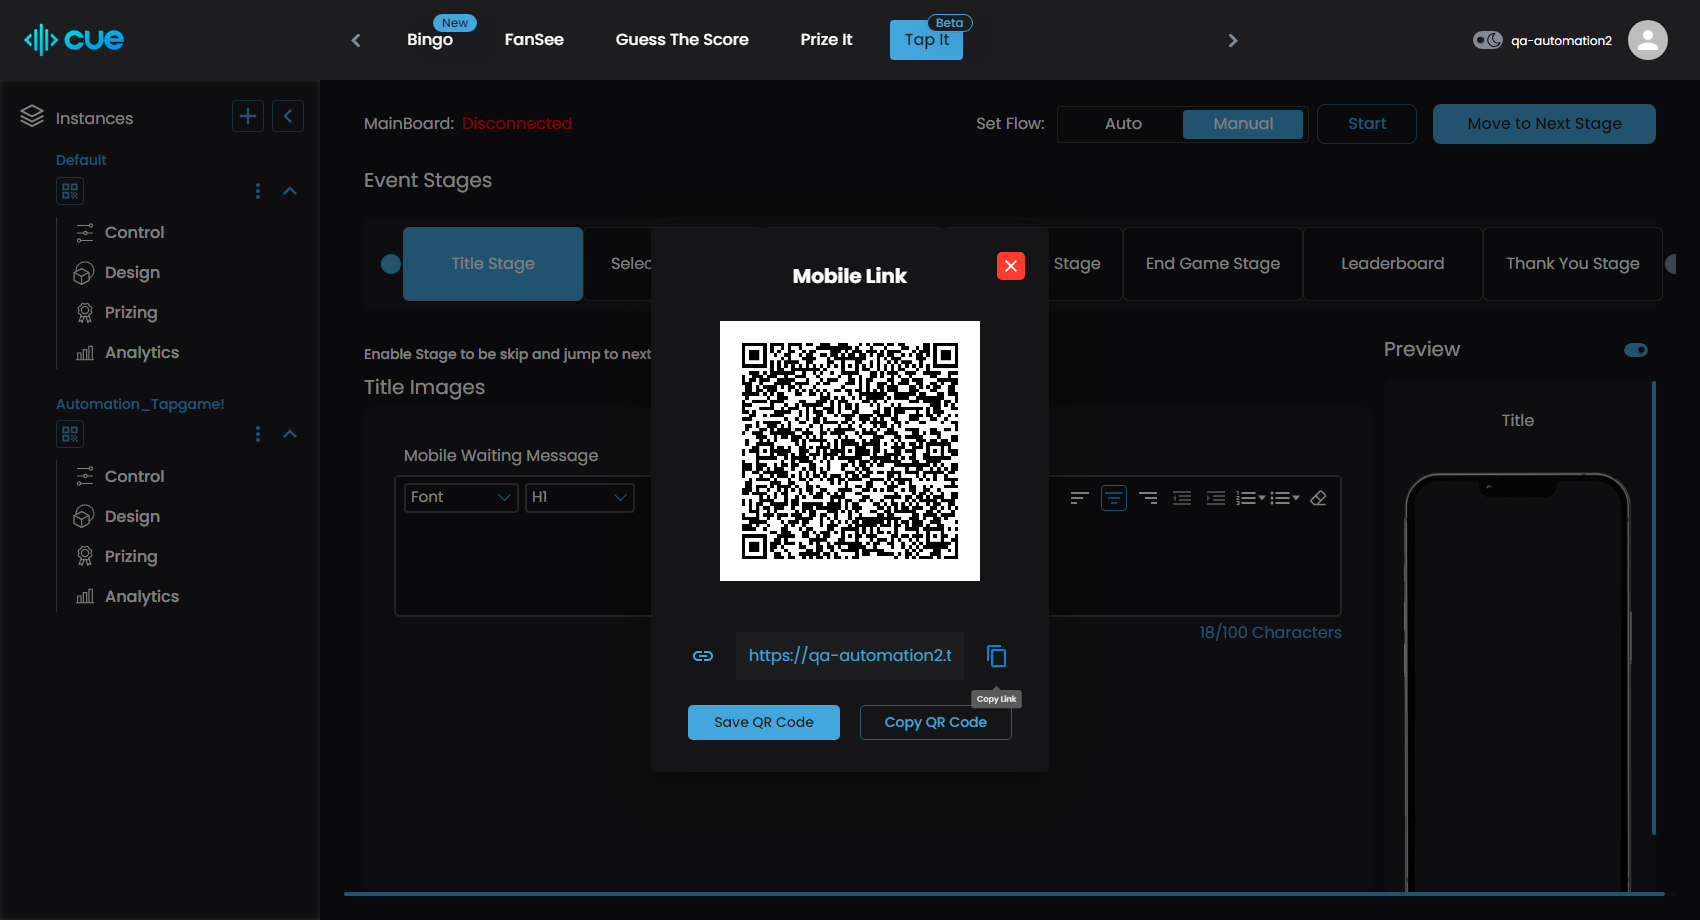 cue
New
Beta
Bingo
FanSee
Guess The Score
Prize It
Tap It
qa-automation2
Instances
Default
Control
Design
Prizing
Analytics
Automation_Tapgame!
Control
Design
Prizing
Analytics
MainBoard: Disconnected
Set Flow:
Auto
Manual
Start
Move to Next Stage
Event Stages
Title Stage
Selec
Stage
End Game Stage
Leaderboard
Thank You Stage
Enable Stage to be skip and jump to next
Title Images
Mobile Waiting Message
Font
H1
18/100 Characters
Preview
Title
Mobile Link
https://qa-automation2.t
Copy Link
Save QR Code
Copy QR Code